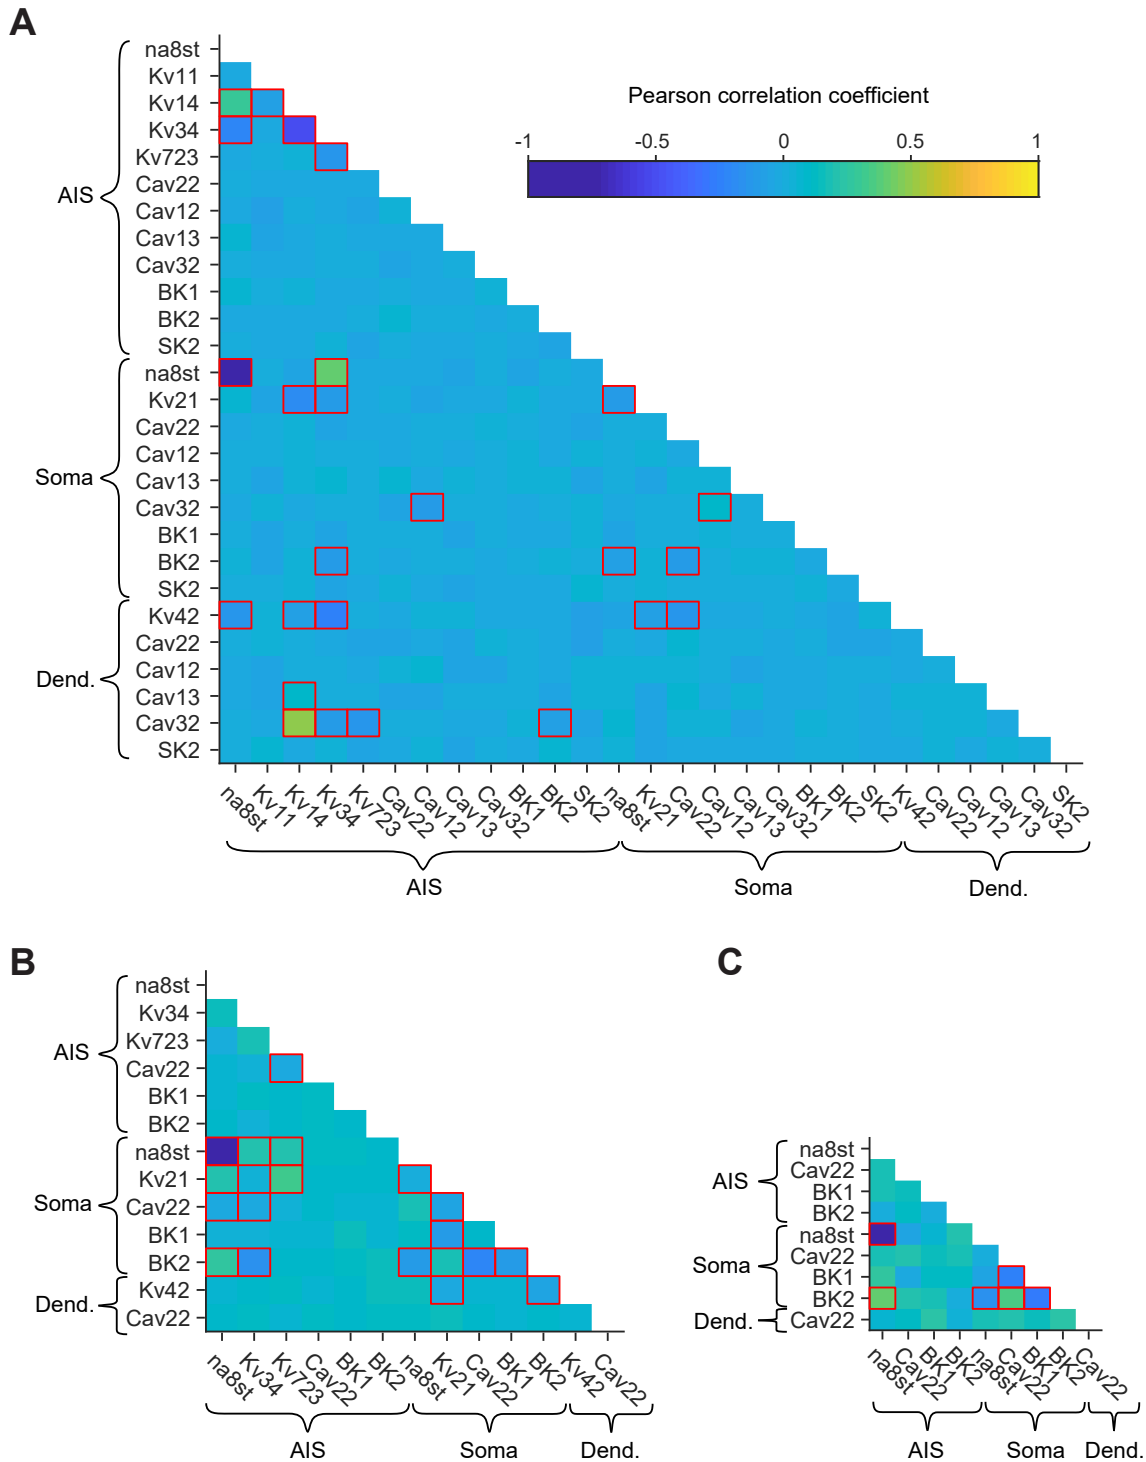 A
na8st
Kv11
Kv14
Kv34
Kv723
Cav22
Cav12
Cav13
Cav32
BK1
BK2
SK2
na8st
Kv21
Cav22
Cav12
Cav13
Cav32
BK1
BK2
SK2
Kv42
Cav22
Cav12
Cav13
Cav32
SK2
AIS
Soma
Dend.
Pearson correlation coefficient
-1 -0.5 0 0.5 1
na8st Kv11 Kv14 Kv34 Kv723 Cav22 Cav12 Cav13 Cav32 BK1 BK2 SK2 na8st Kv21 Cav22 Cav12 Cav13 Cav32 BK1 BK2 SK2 Kv42 Cav22 Cav12 Cav13 Cav32 SK2
AIS Soma Dend.
B
na8st
Kv34
Kv723
Cav22
BK1
BK2
na8st
Kv21
Cav22
BK1
BK2
Kv42
Cav22
AIS
Soma
Dend.
na8st Kv34 Kv723 Cav22 BK1 BK2 na8st Kv21 Cav22 BK1 BK2 Kv42 Cav22
AIS Soma Dend.
C
na8st
Cav22
BK1
BK2
na8st
Cav22
BK1
BK2
Cav22
AIS
Soma
Dend.
na8st Cav22 BK1 BK2 na8st Cav22 BK1 BK2 Cav22
AIS Soma Dend.